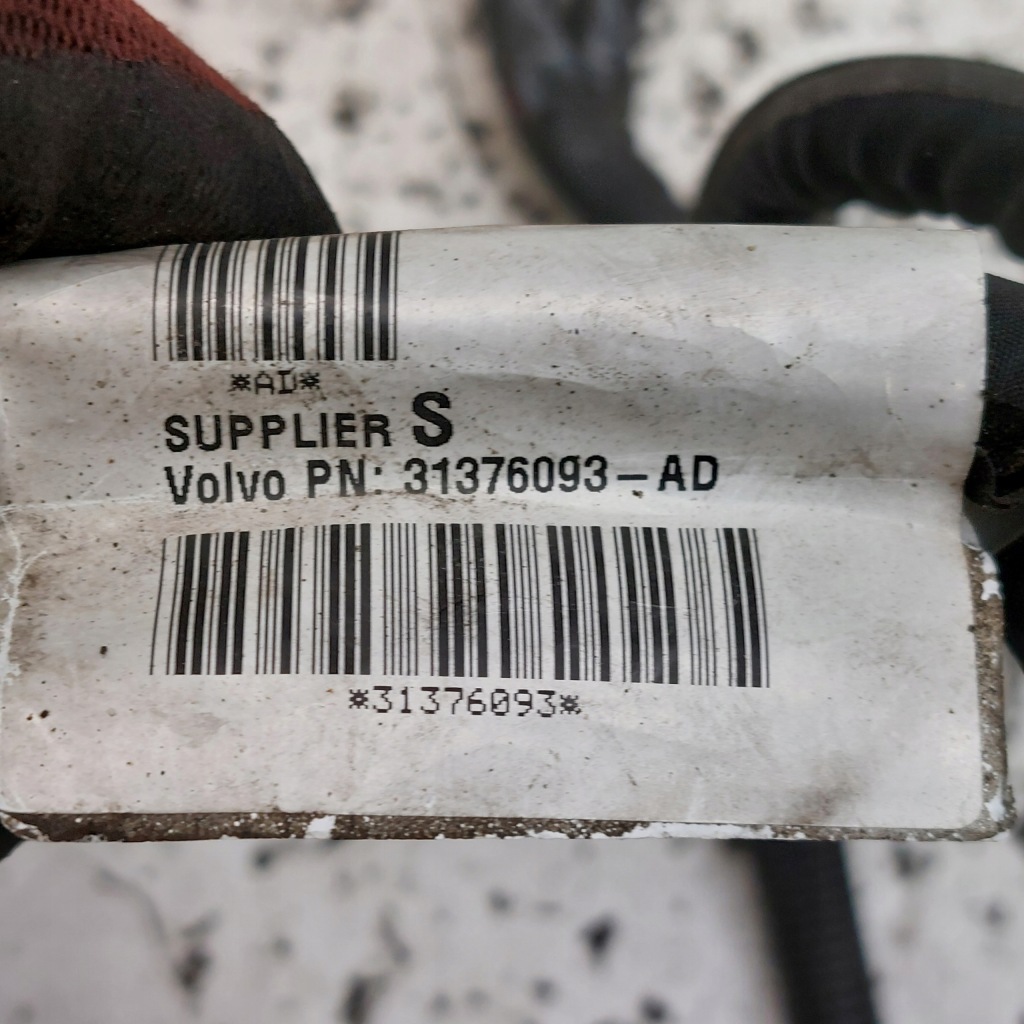 *AD*
SUPPLIER S
Volvo PN: 31376093-AD
*31376093*